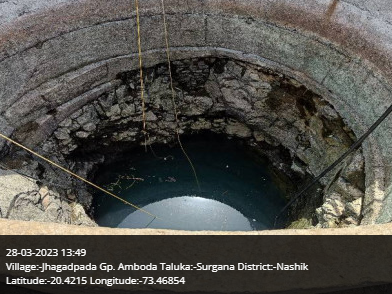 28-03-2023 13:49
Village:-Jhagadpada Gp. Amboda Taluka:-Surgana District:-Nashik
Latitude:-20.4215 Longitude:-73.46854